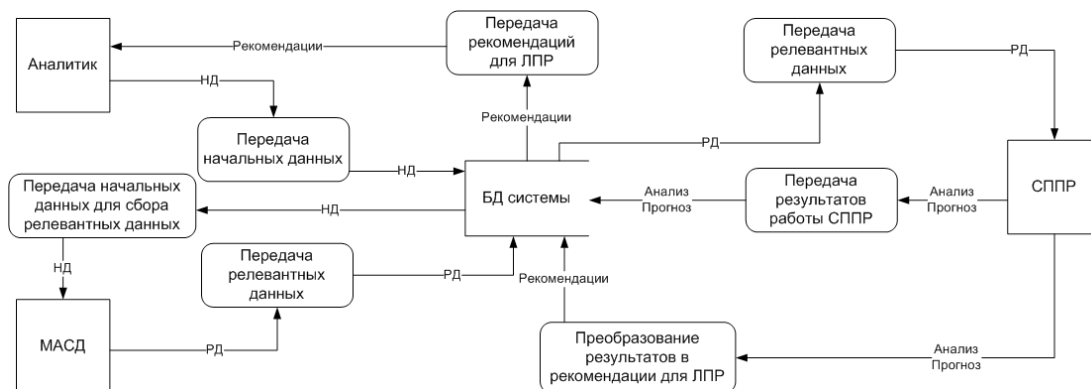 Передача
рекомендаций
для ЛПР
Рекомендации
Аналитик
НД
Передача
релевантных
данных
РД
Рекомендации
Передача
начальных данных
НД
РД
Передача начальных
данных для сбора
релевантных данных
НД
БД системы
Анализ
Прогноз
Передача
результатов
работы СППР
Анализ
Прогноз
СППР
НД
Передача
релевантных
данных
РД
Рекомендации
МАСД
РД
Преобразование
результатов в
рекомендации для ЛПР
Анализ
Прогноз